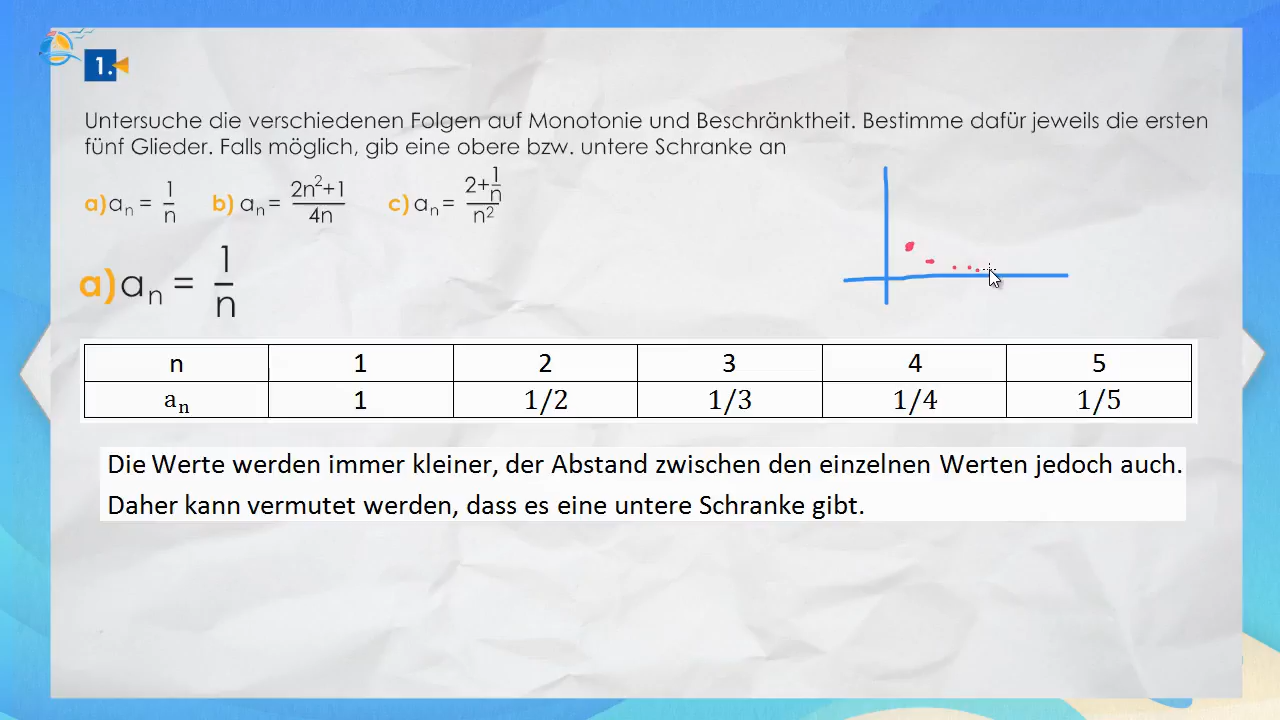 1.
Untersuche die verschiedenen Folgen auf Monotonie und Beschränktheit. Bestimme dafür jeweils die ersten
fünf Glieder. Falls möglich, gib eine obere bzw. untere Schranke an
a) aₙ = 1/n b) aₙ = (2n²+1)/(4n) c) aₙ = (2+1/n)/n²
a) aₙ = 1/n
n 1 2 3 4 5
aₙ 1 1/2 1/3 1/4 1/5
Die Werte werden immer kleiner, der Abstand zwischen den einzelnen Werten jedoch auch.
Daher kann vermutet werden, dass es eine untere Schranke gibt.